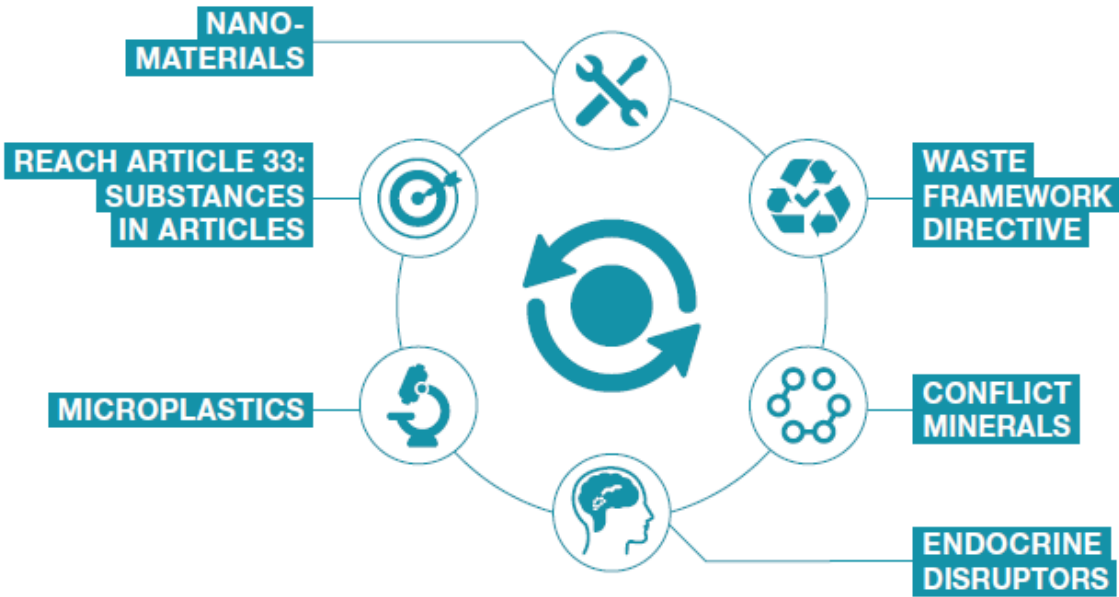 NANO-
MATERIALS
REACH ARTICLE 33:
SUBSTANCES
IN ARTICLES
MICROPLASTICS
WASTE
FRAMEWORK
DIRECTIVE
CONFLICT
MINERALS
ENDOCRINE
DISRUPTORS